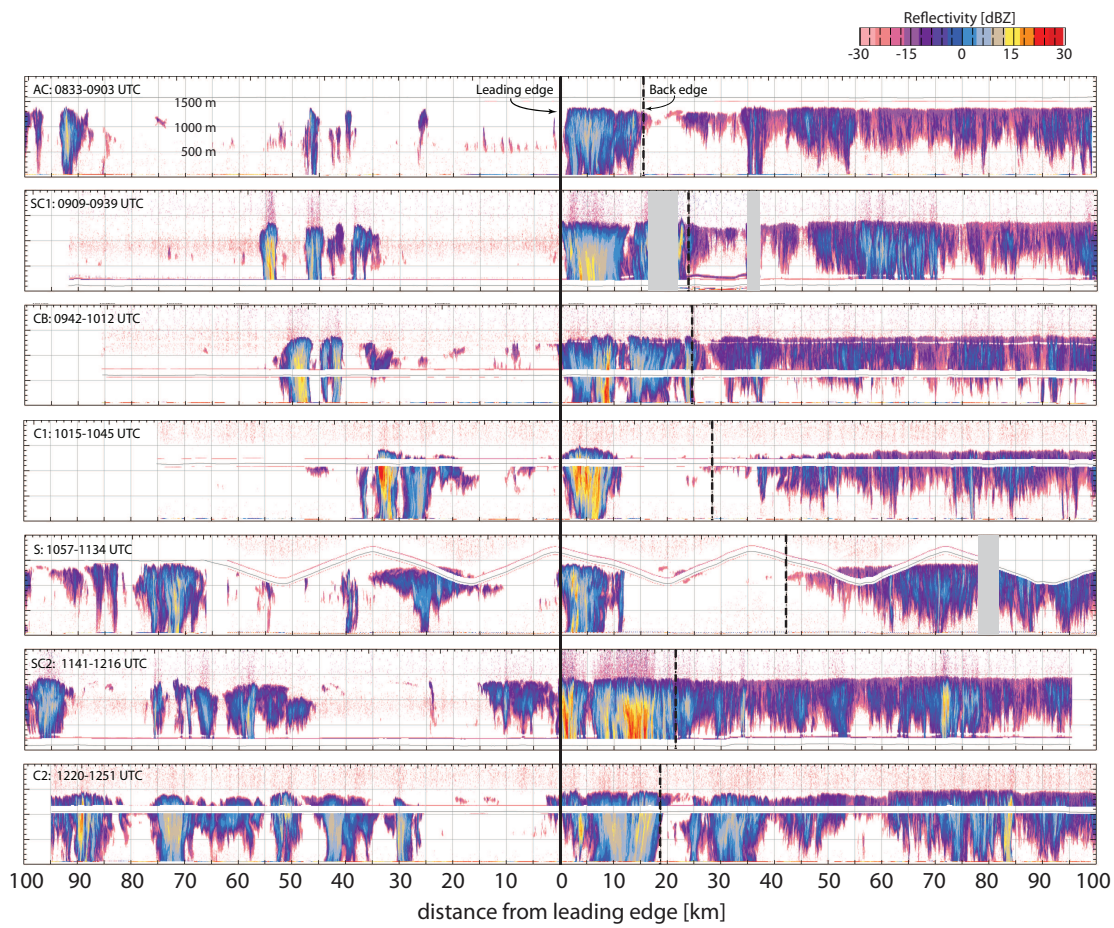 Reflectivity [dBZ]
-30 -15 0 15 30
AC: 0833-0903 UTC
1500 m
1000 m
500 m
Leading edge
Back edge
SC1: 0909-0939 UTC
CB: 0942-1012 UTC
C1: 1015-1045 UTC
S: 1057-1134 UTC
SC2: 1141-1216 UTC
C2: 1220-1251 UTC
100 90 80 70 60 50 40 30 20 10 0 10 20 30 40 50 60 70 80 90 100
distance from leading edge [km]